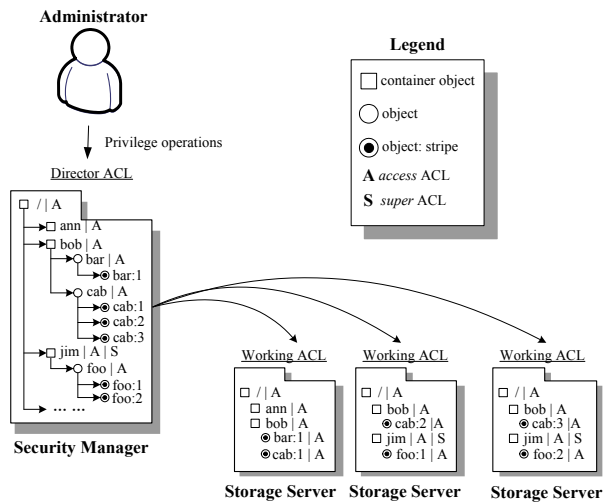 Administrator
Privilege operations
Director ACL
/ | A
ann | A
bob | A
bar | A
bar:1
cab | A
cab:1
cab:2
cab:3
jim | A | S
foo | A
foo:1
foo:2
... ...
Security Manager
Legend
container object
object
object: stripe
A access ACL
S super ACL
Working ACL
/ | A
ann | A
bob | A
bar:1 | A
cab:1 | A
Storage Server
Working ACL
/ | A
bob | A
cab:2 | A
jim | A | S
foo:1 | A
Storage Server
Working ACL
/ | A
bob | A
cab:3 |A
jim | A | S
foo:2 | A
Storage Server